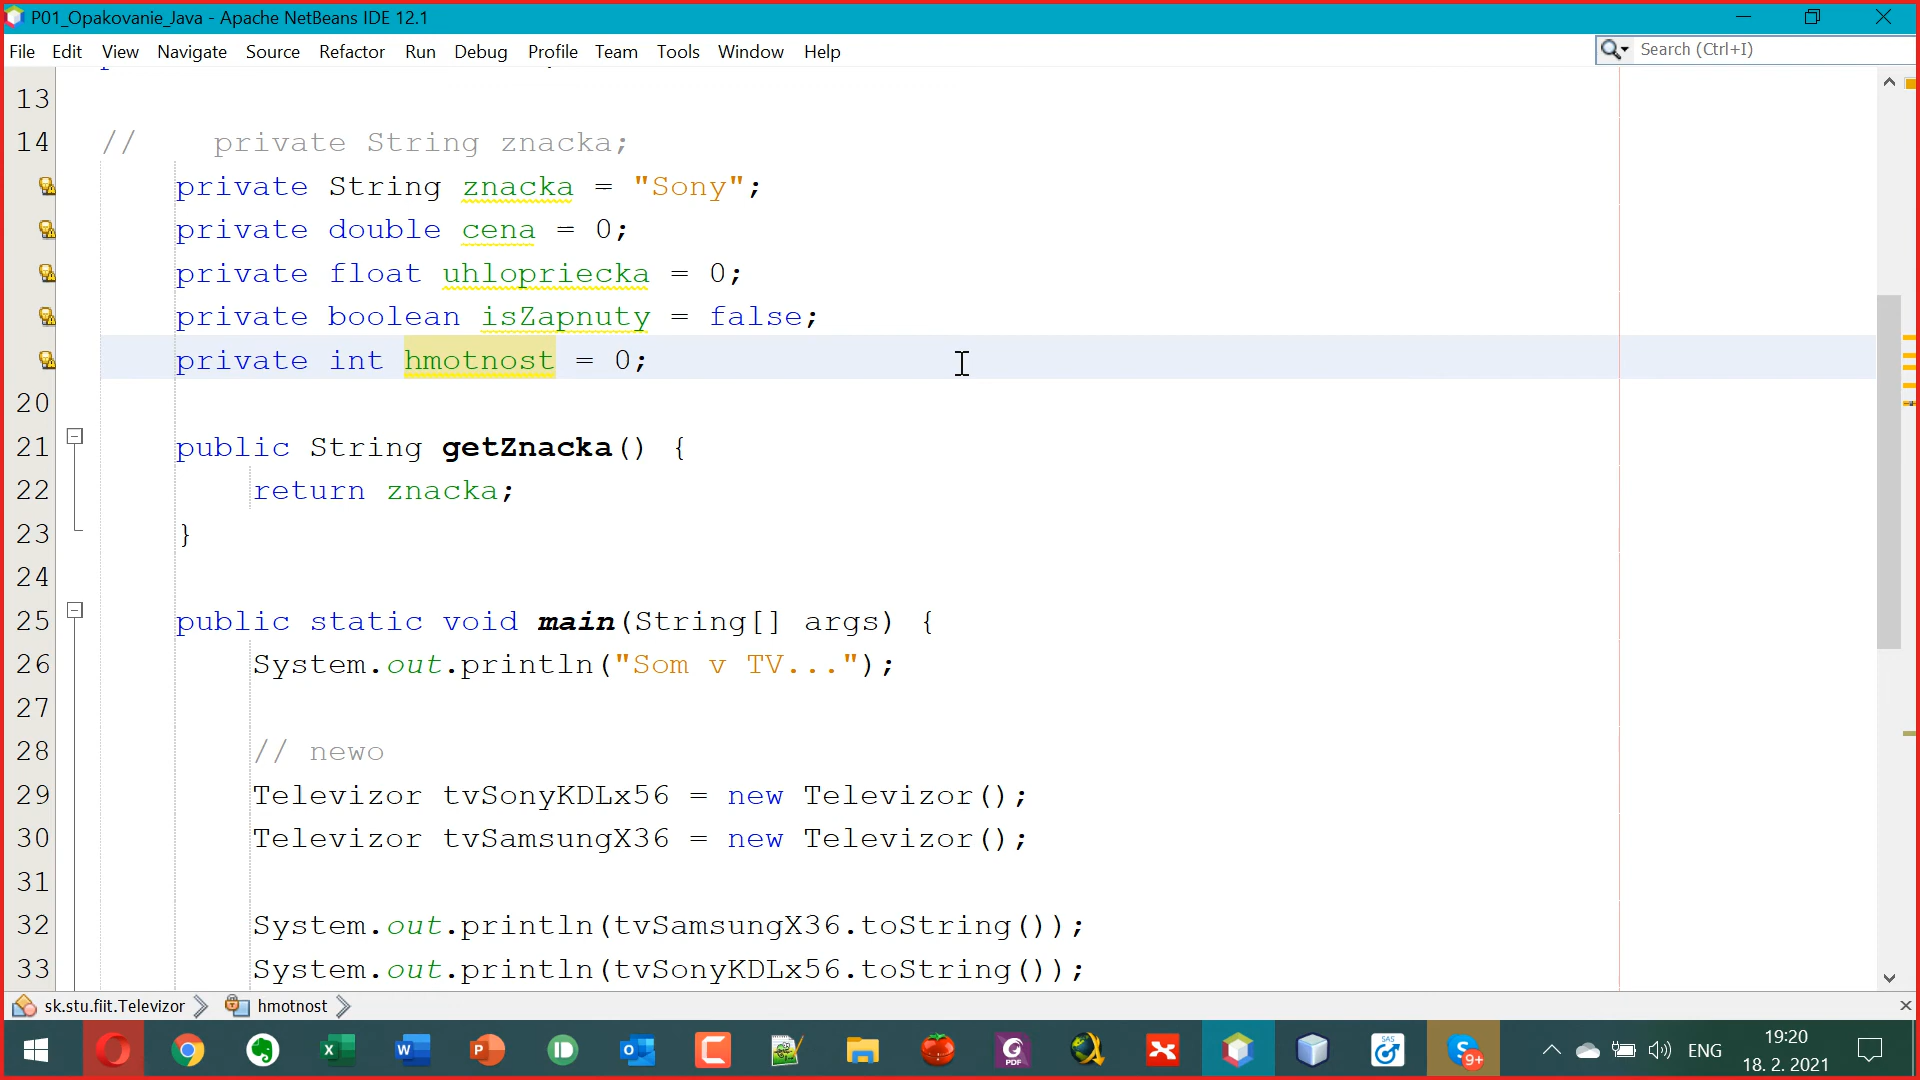 P01_Opakovanie_Java - Apache NetBeans IDE 12.1
File Edit View Navigate Source Refactor Run Debug Profile Team Tools Window Help
Search (Ctrl+I)
13
14 // private String znacka;
private String znacka = "Sony";
private double cena = 0;
private float uhlopriecka = 0;
private boolean isZapnuty = false;
private int hmotnost = 0;
20
21 public String getZnacka() {
22 return znacka;
23 }
24
25 public static void main(String[] args) {
26 System.out.println("Som v TV...");
27
28 // newo
29 Televizor tvSonyKDLx56 = new Televizor();
30 Televizor tvSamsungX36 = new Televizor();
31
32 System.out.println(tvSamsungX36.toString());
33 System.out.println(tvSonyKDLx56.toString());
sk.stu.fiit.Televizor hmotnost
ENG
19:20
18. 2. 2021
9+
PDF
SAS